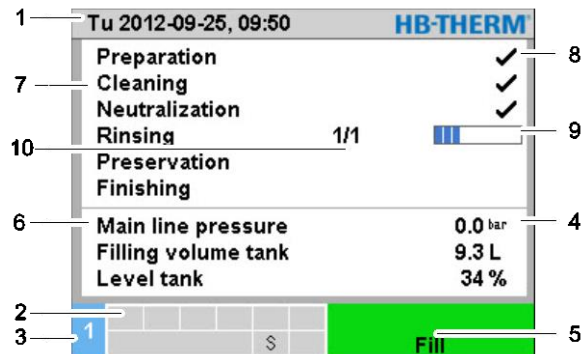 1 Tu 2012-09-25, 09:50 HB-THERM
Preparation 8
7 Cleaning
Neutralization
Rinsing 1/1 9
10 Preservation
Finishing
6 Main line pressure 0.0 bar 4
Filling volume tank 9.3 L
Level tank 34 %
2
3 1 S Fill 5